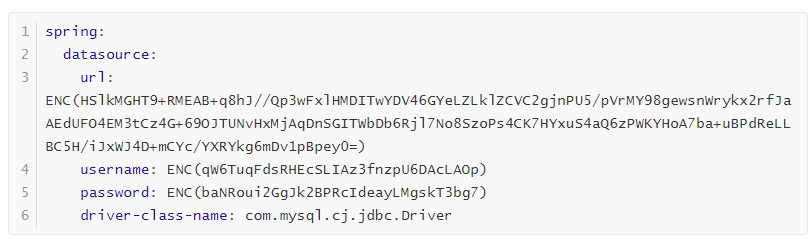 1 spring:
2 datasource:
3 url:
ENC(HSlkMGHT9+RMEAB+q8hJ//Qp3wFxlHMDITwYDV46GYeLZLklZCVC2gjnPU5/pVrMY98gewsnWrykx2rfJa
AEdUFO4EM3tCz4G+69OJTUNvHxMjAqDnSGITWbDb6Rjl7No8SzoPs4CK7HYxuS4aQ6zPWKYHoA7ba+uBPdReLL
BC5H/iJxWJ4D+mCYc/YXRYkg6mDv1pBpey0=)
4 username: ENC(qW6TuqFdsRHEcSLIAz3fnzpU6DAcLAOp)
5 password: ENC(baNRoui2GgJk2BPRcIdeayLMgskT3bg7)
6 driver-class-name: com.mysql.cj.jdbc.Driver